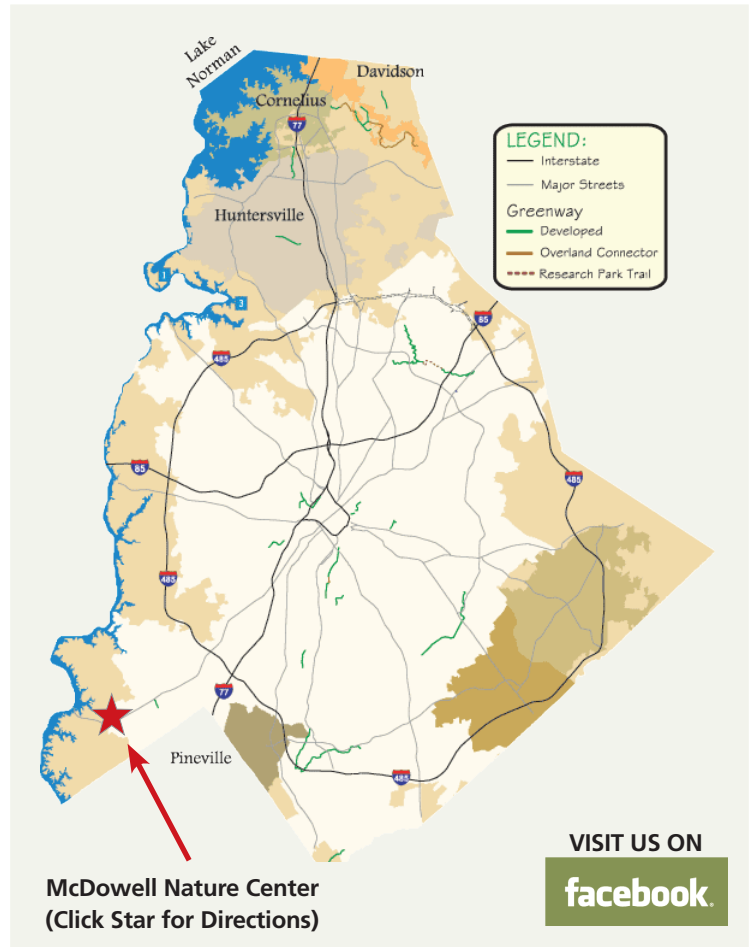 Lake
Norman
Davidson
Cornelius
77
LEGEND:
Interstate
Major Streets
Greenway
Developed
Overland Connector
Research Park Trail
Huntersville
1
3
85
485
85
485
485
77
Pineville
485
McDowell Nature Center
(Click Star for Directions)
VISIT US ON
facebook.